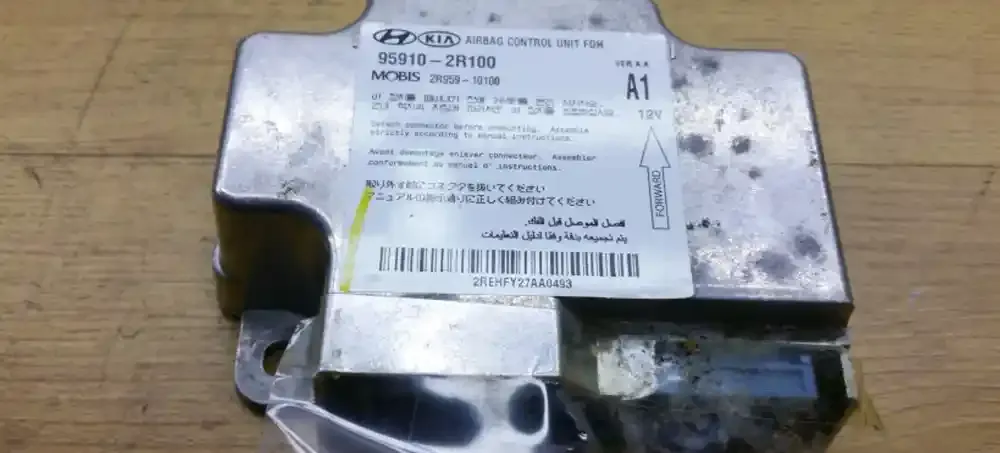 HYUNDAI KIA AIRBAG CONTROL UNIT FDH
95910-2R100
VER.A.A
MOBIS 2R959-10100
A1
12V
Detach connector before unmounting. Assemble
strictly according to manual instructions.
Avant demontage enlever connecteur. Assembler
conformement au manuel d'instructions.
取り外す前にコネクタを抜いてください
マニュアルの指示通りに正しく組み付けてください
افصل الموصل قبل الفك.
يتم تجميعه بدقة وفقا لدليل التعليمات
FORWARD
2REHFY27AA0493